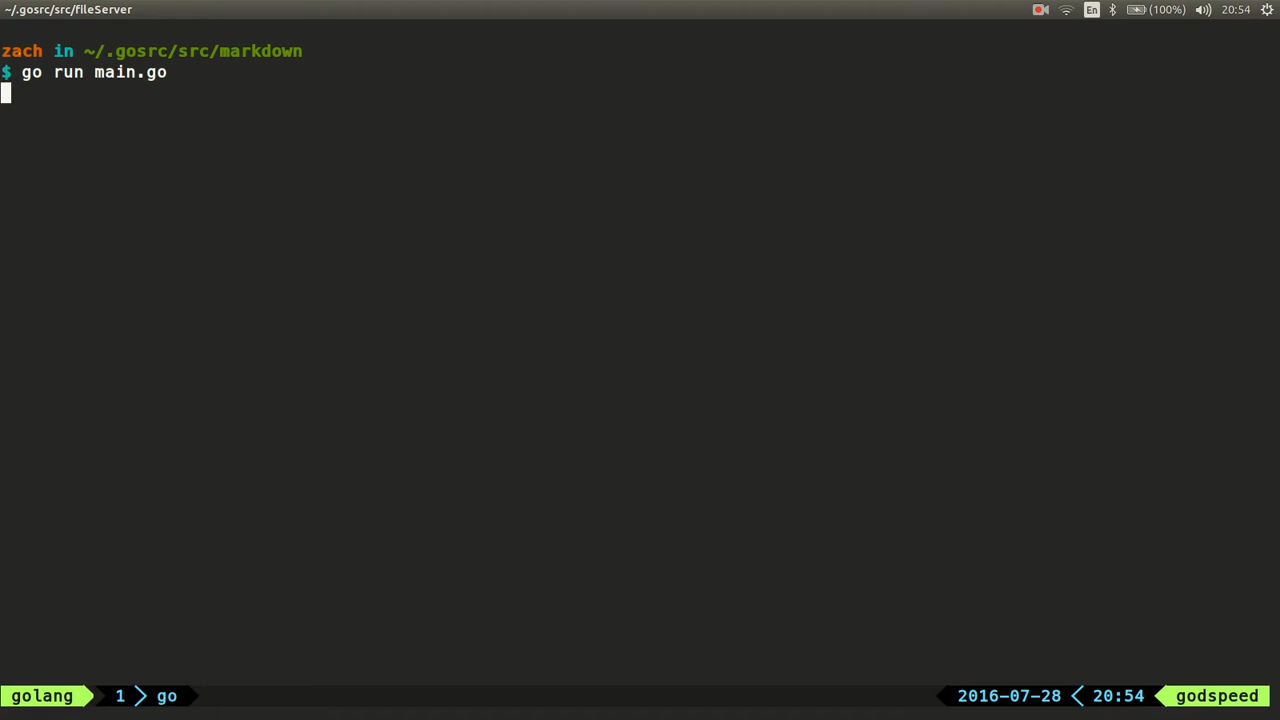 ~/.gosrc/src/fileServer En (100%) 20:54
zach in ~/.gosrc/src/markdown
$ go run main.go
golang 1 go 2016-07-28 20:54 godspeed